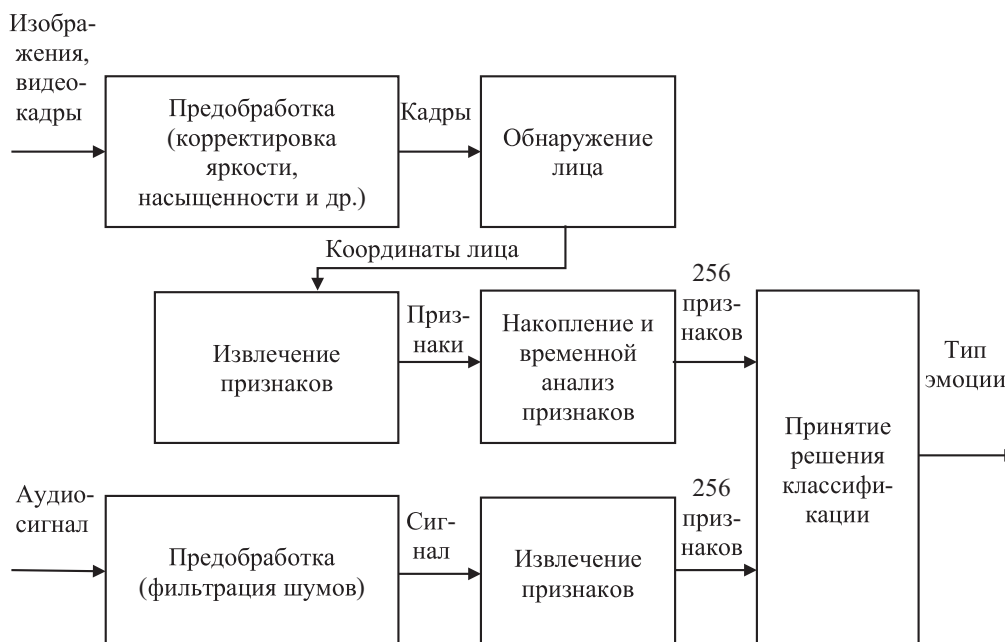 Изобра-
жения,
видео-
кадры
Предобработка
(корректировка
яркости,
насыщенности и др.)
Кадры
Обнаружение
лица
Координаты лица
Извлечение
признаков
Приз-
наки
Накопление и
временной
анализ
признаков
256
приз-
наков
Принятие
решения
классифи-
кации
Тип
эмоции
Аудио-
сигнал
Предобработка
(фильтрация шумов)
Сиг-
нал
Извлечение
признаков
256
приз-
наков